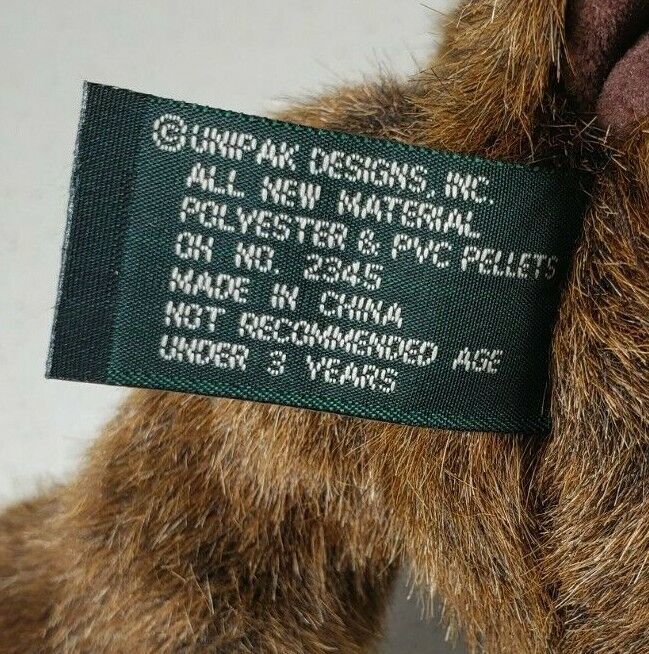 ©UNIPAK DESIGNS, INC.
ALL NEW MATERIAL
POLYESTER & PVC PELLETS
OH NO. 2345
MADE IN CHINA
NOT RECOMMENDED AGE
UNDER 3 YEARS